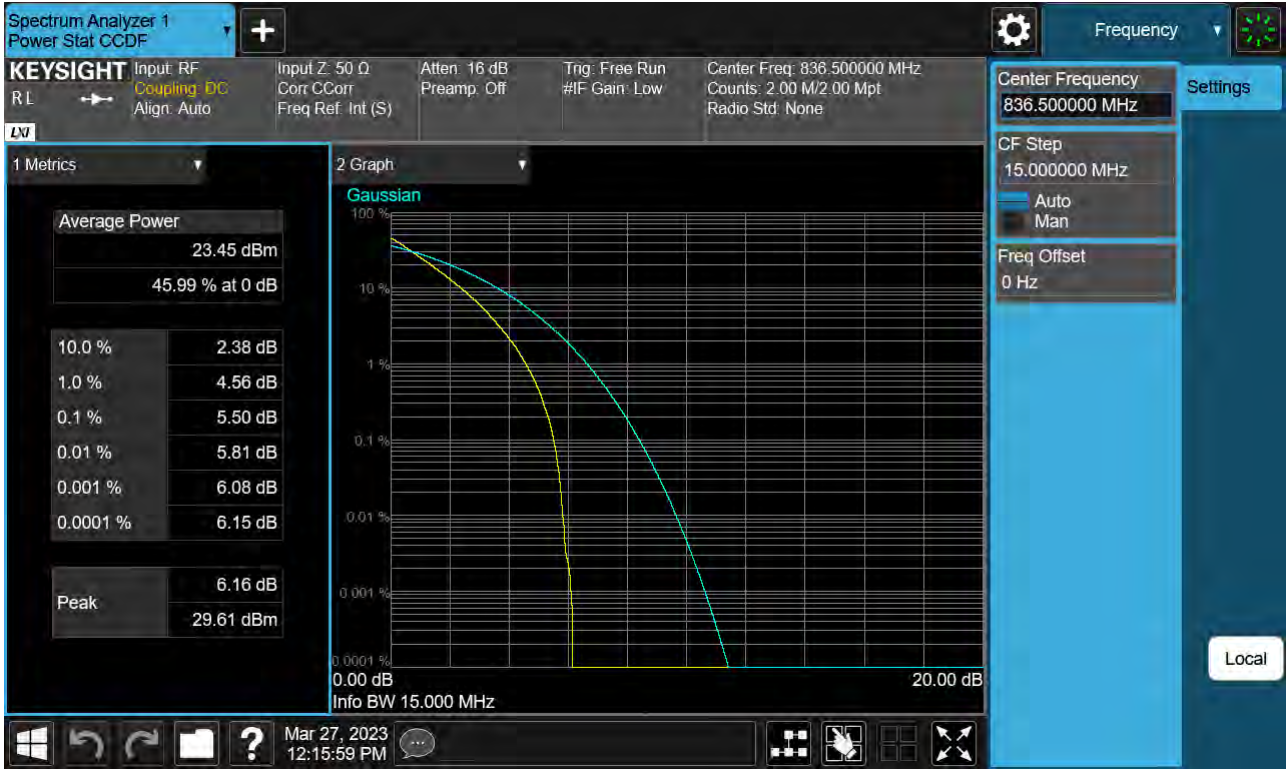 Spectrum Analyzer 1
Power Stat CCDF
+
Frequency
KEYSIGHT
RL
LXI
Input: RF
Coupling: DC
Align: Auto
Input Z: 50 Ω
Corr CCorr
Freq Ref: Int (S)
Atten: 16 dB
Preamp: Off
Trig: Free Run
#IF Gain: Low
Center Freq: 836.500000 MHz
Counts: 2.00 M/2.00 Mpt
Radio Std: None
Center Frequency
836.500000 MHz
Settings
CF Step
15.000000 MHz
Auto
Man
Freq Offset
0 Hz
Local
1 Metrics
Average Power
23.45 dBm
45.99 % at 0 dB
10.0 % 2.38 dB
1.0 % 4.56 dB
0.1 % 5.50 dB
0.01 % 5.81 dB
0.001 % 6.08 dB
0.0001 % 6.15 dB
Peak
6.16 dB
29.61 dBm
2 Graph
Gaussian
100 %
10 %
1 %
0.1 %
0.01 %
0.001 %
0.0001 %
0.00 dB 20.00 dB
Info BW 15.000 MHz
?
Mar 27, 2023
12:15:59 PM